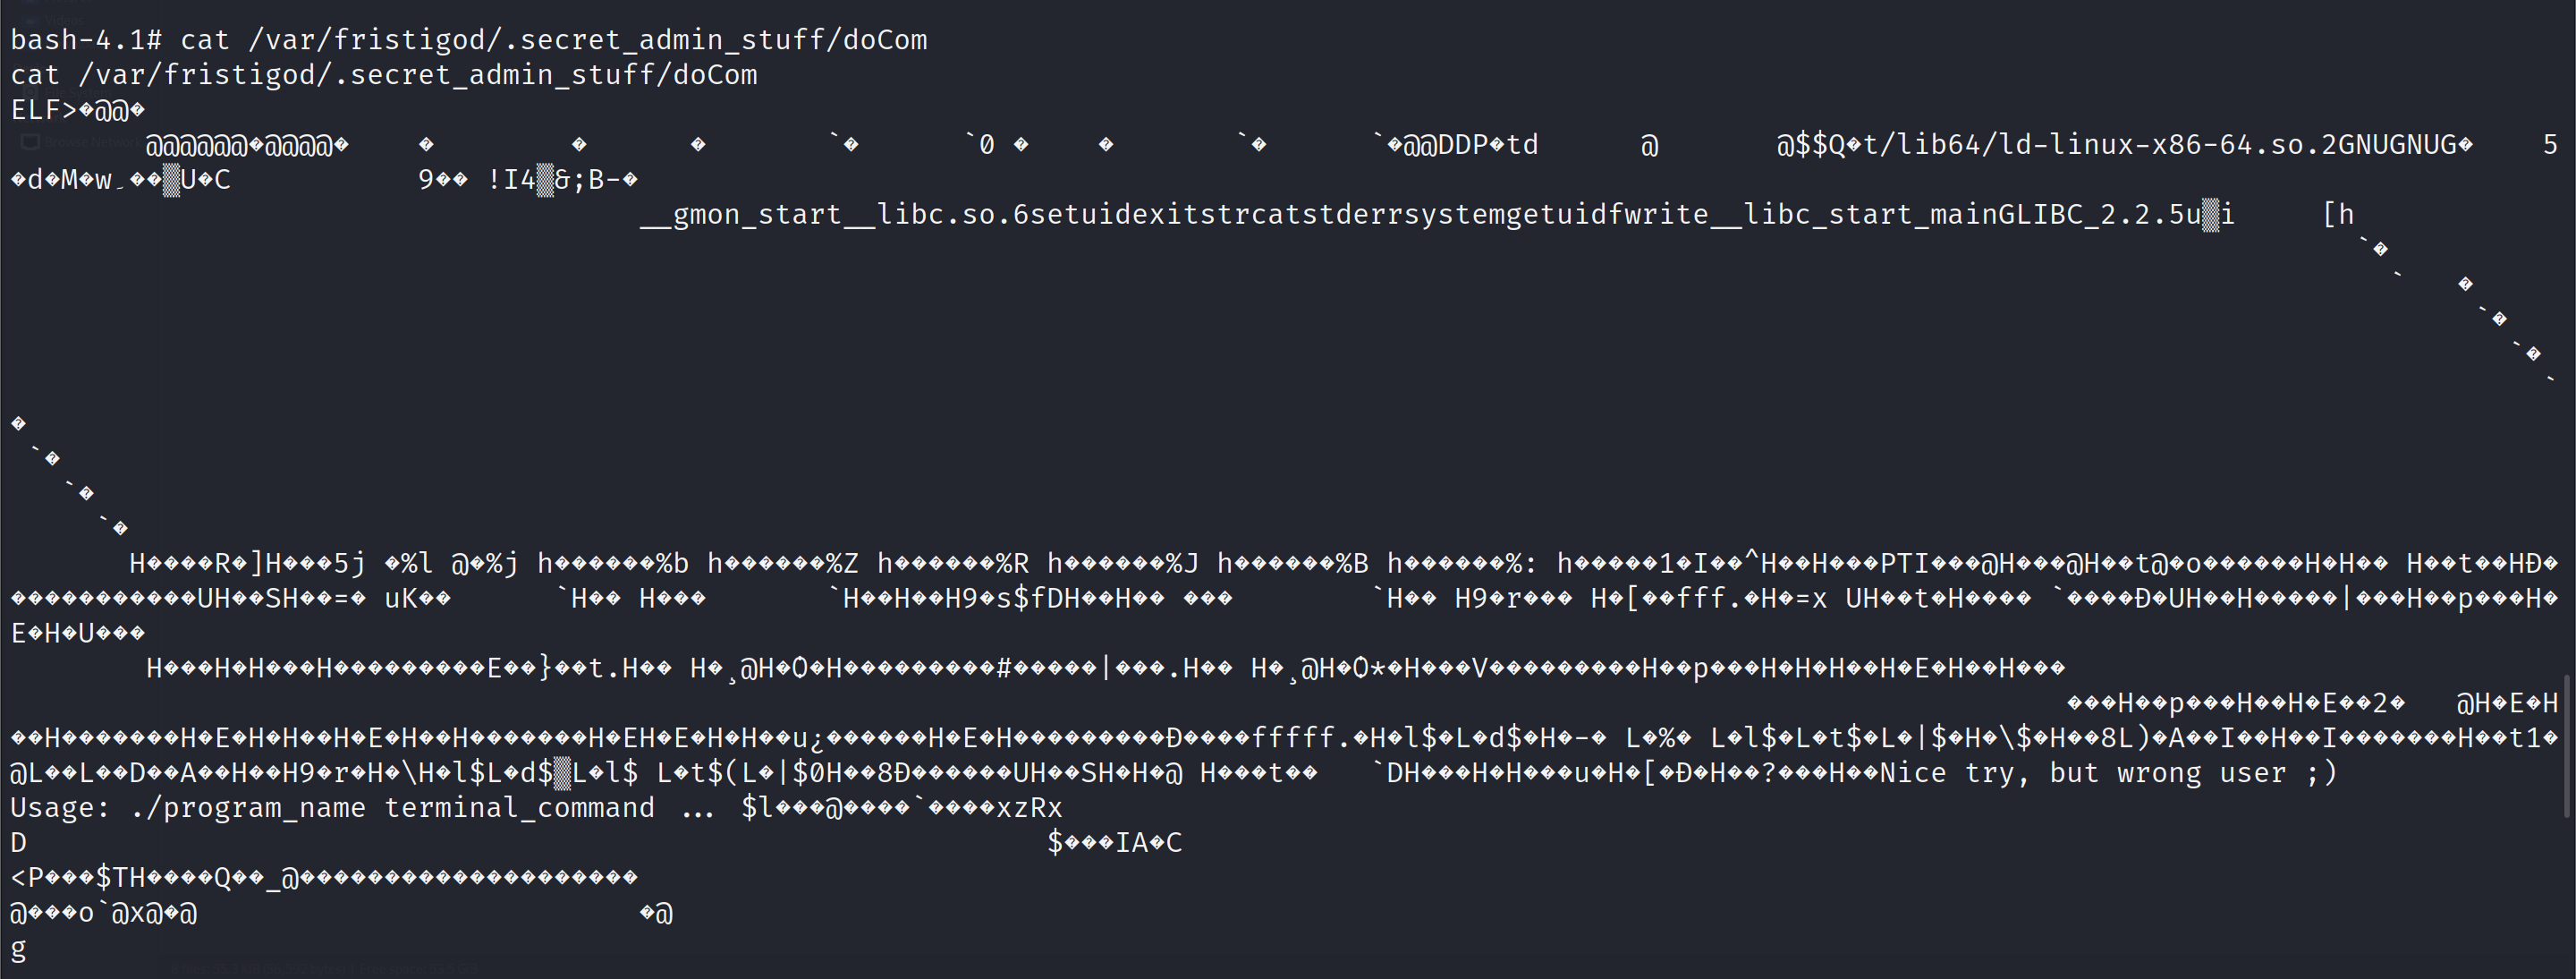 bash-4.1# cat /var/fristigod/.secret_admin_stuff/doCom
cat /var/fristigod/.secret_admin_stuff/doCom
ELF>�@@�
@@@@@@�@@@@� � � � `� `0 � � `� `�@@DDP�td @ @$$Q�t/lib64/ld-linux-x86-64.so.2GNUGNUG� 5
�d�M�w ��▒U�C 9�� !I4▒&;B-�
__gmon_start__libc.so.6setuidexitstrcatstderrsystemgetuidfwrite__libc_start_mainGLIBC_2.2.5u▒i [h
`�
` �
`�
`�
`
�
`�
`�
`�
H����R�]H���5j �%l @�%j h������%b h������%Z h������%R h������%J h������%B h������%: h�����1�I��^H��H���PTI���@H���@H��t@�o������H�H�� H��t��HÐ�
�������������UH��SH��=� uK�� `H�� H��� `H��H��H9�s$fDH��H�� ��� `H�� H9�r��� H�[��fff.�H�=x UH��t�H���� `����Ð�UH��H�����|���H��p���H�
E�H�U���
H���H�H���H���������E��}��t.H�� H�¸@H�Q�H���������#�����|���.H�� H�¸@H�Q*�H���V���������H��p���H�H�H��H�E�H��H���
���H��p���H��H�E��2� @H�E�H
��H�������H�E�H�H��H�E�H��H�������H�EH�E�H�H��u¿������H�E�H����������Ð����fffff.�H�l$�L�d$�H�-� L�%� L�l$�L�t$�L�|$�H�\$�H��8L)�A��I��H��I�������H��t1�
@L��L��D��A��H��H9�r�H�\H�l$L�d$▒L�l$ L�t$(L�|$0H��8Ð������UH��SH�H�@ H���t�� `DH���H�H���u�H�[�Ð�H��?���H��Nice try, but wrong user ;)
Usage: ./program_name terminal_command ... $l���@����`����xzRx
D $���IA�C
<P���$TH����Q��_@��������������������
@���o`@x@�@ �@
g